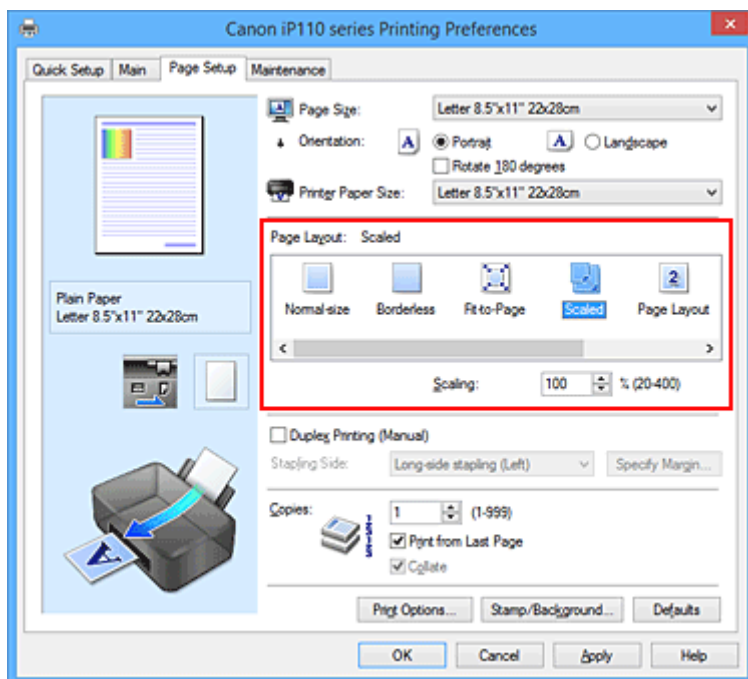 Canon iP110 series Printing Preferences
Quick Setup Main Page Setup Maintenance
Page Size: Letter 8.5"x11" 22x28cm
Orientation: A Portrait A Landscape
Rotate 180 degrees
Printer Paper Size: Letter 8.5"x11" 22x28cm
Page Layout: Scaled
Normal-size Borderless Fit-to-Page Scaled 2 Page Layout
Scaling: 100 % (20-400)
Plain Paper
Letter 8.5"x11" 22x28cm
Duplex Printing (Manual)
Stapling Side: Long-side stapling (Left) Specify Margin...
Copies: 1 (1-999)
Print from Last Page
Collate
A
Print Options... Stamp/Background... Defaults
OK Cancel Apply Help